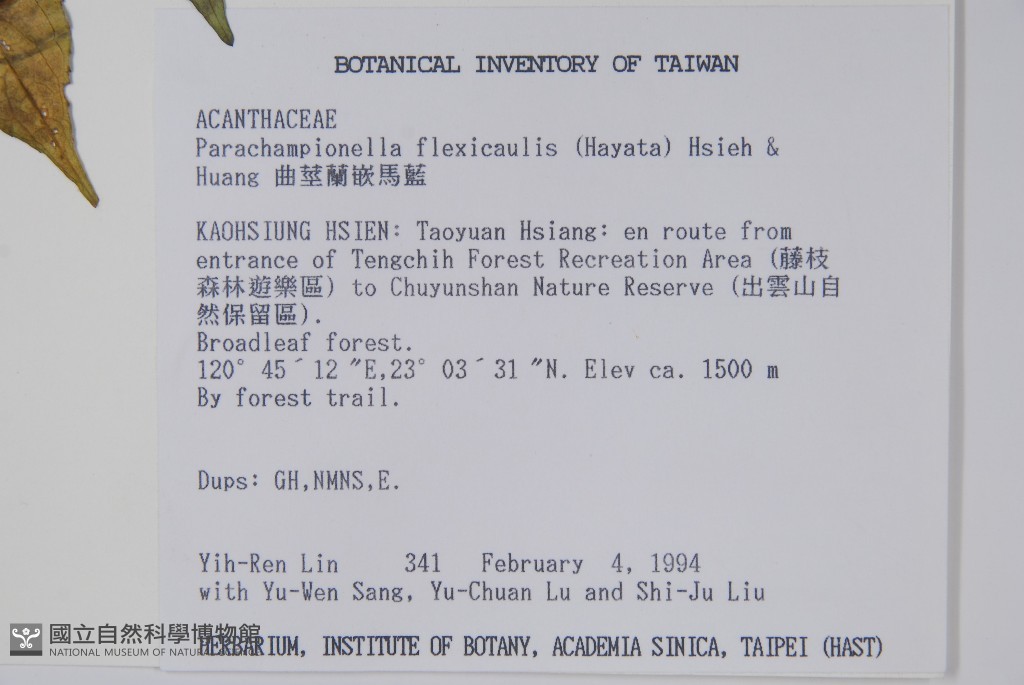 BOTANICAL INVENTORY OF TAIWAN
ACANTHACEAE
Parachampionella flexicaulis (Hayata) Hsieh &
Huang 曲莖蘭嵌馬藍
KAOHSIUNG HSIEN: Taoyuan Hsiang: en route from
entrance of Tengchih Forest Recreation Area (藤枝
森林遊樂區) to Chuyunshan Nature Reserve (出雲山自
然保留區).
Broadleaf forest.
120° 45´ 12 ″E,23° 03´ 31 ″N. Elev ca. 1500 m
By forest trail.
Dups: GH,NMNS,E.
Yih-Ren Lin 341 February 4, 1994
with Yu-Wen Sang, Yu-Chuan Lu and Shi-Ju Liu
HERBARIUM, INSTITUTE OF BOTANY, ACADEMIA SINICA, TAIPEI (HAST)
國立自然科學博物館
NATIONAL MUSEUM OF NATURAL SCIENCE